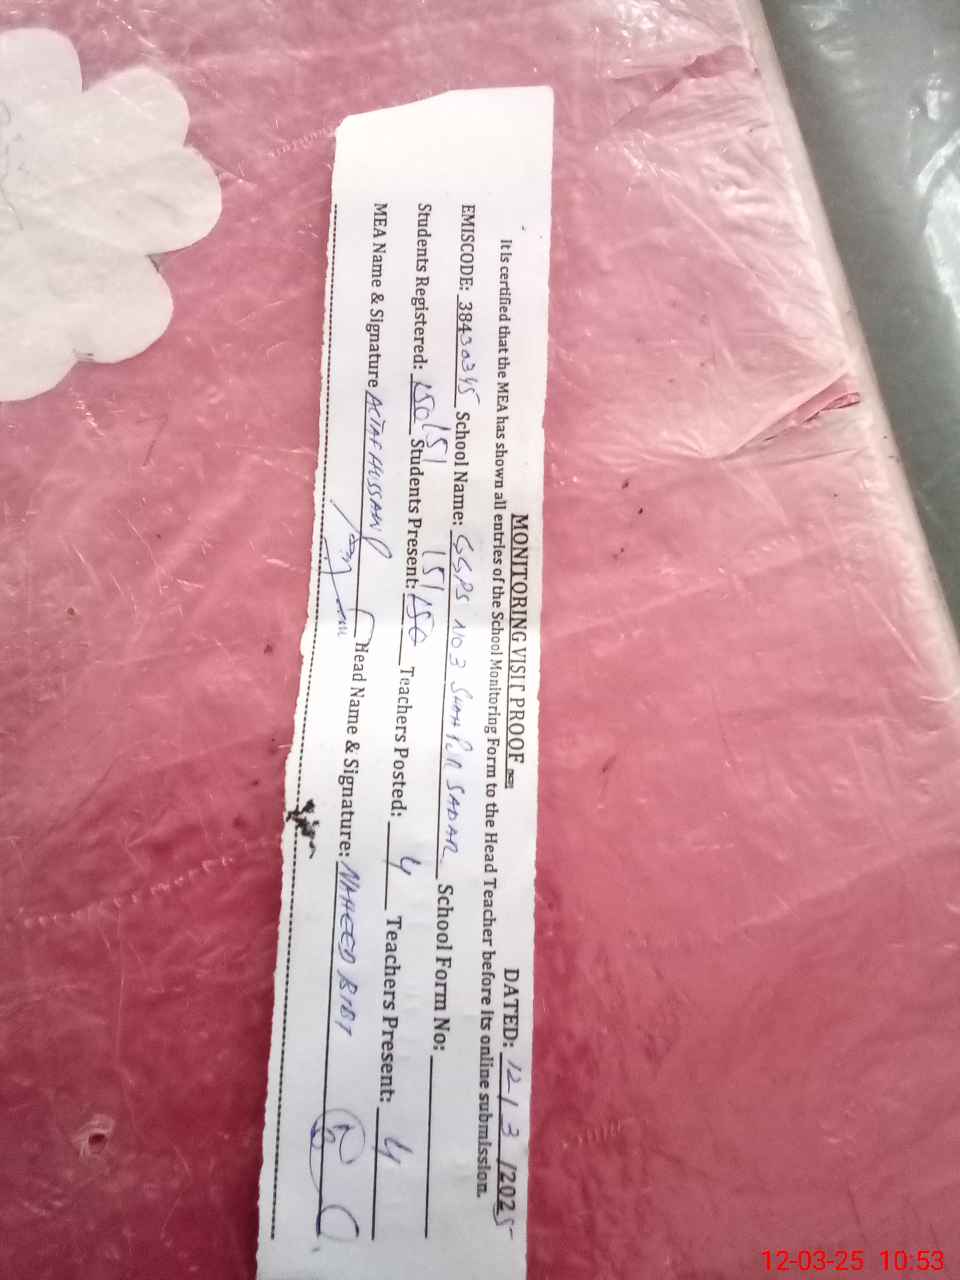 MONITORING VISIT PROOF
DATED: 12/3/2025
It is certified that the MEA has shown all entries of the School Monitoring Form to the Head Teacher before its online submission.
EMISCODE: 38430345 School Name: GGPS NO 3 SHAH PUR SADAR School Form No:
Students Registered: 150 151 Students Present: 151 150 Teachers Posted: 4 Teachers Present: 4
MEA Name & Signature ALTAF HUSSAIN Head Name & Signature: NAHEED BIBI
12-03-25 10:53